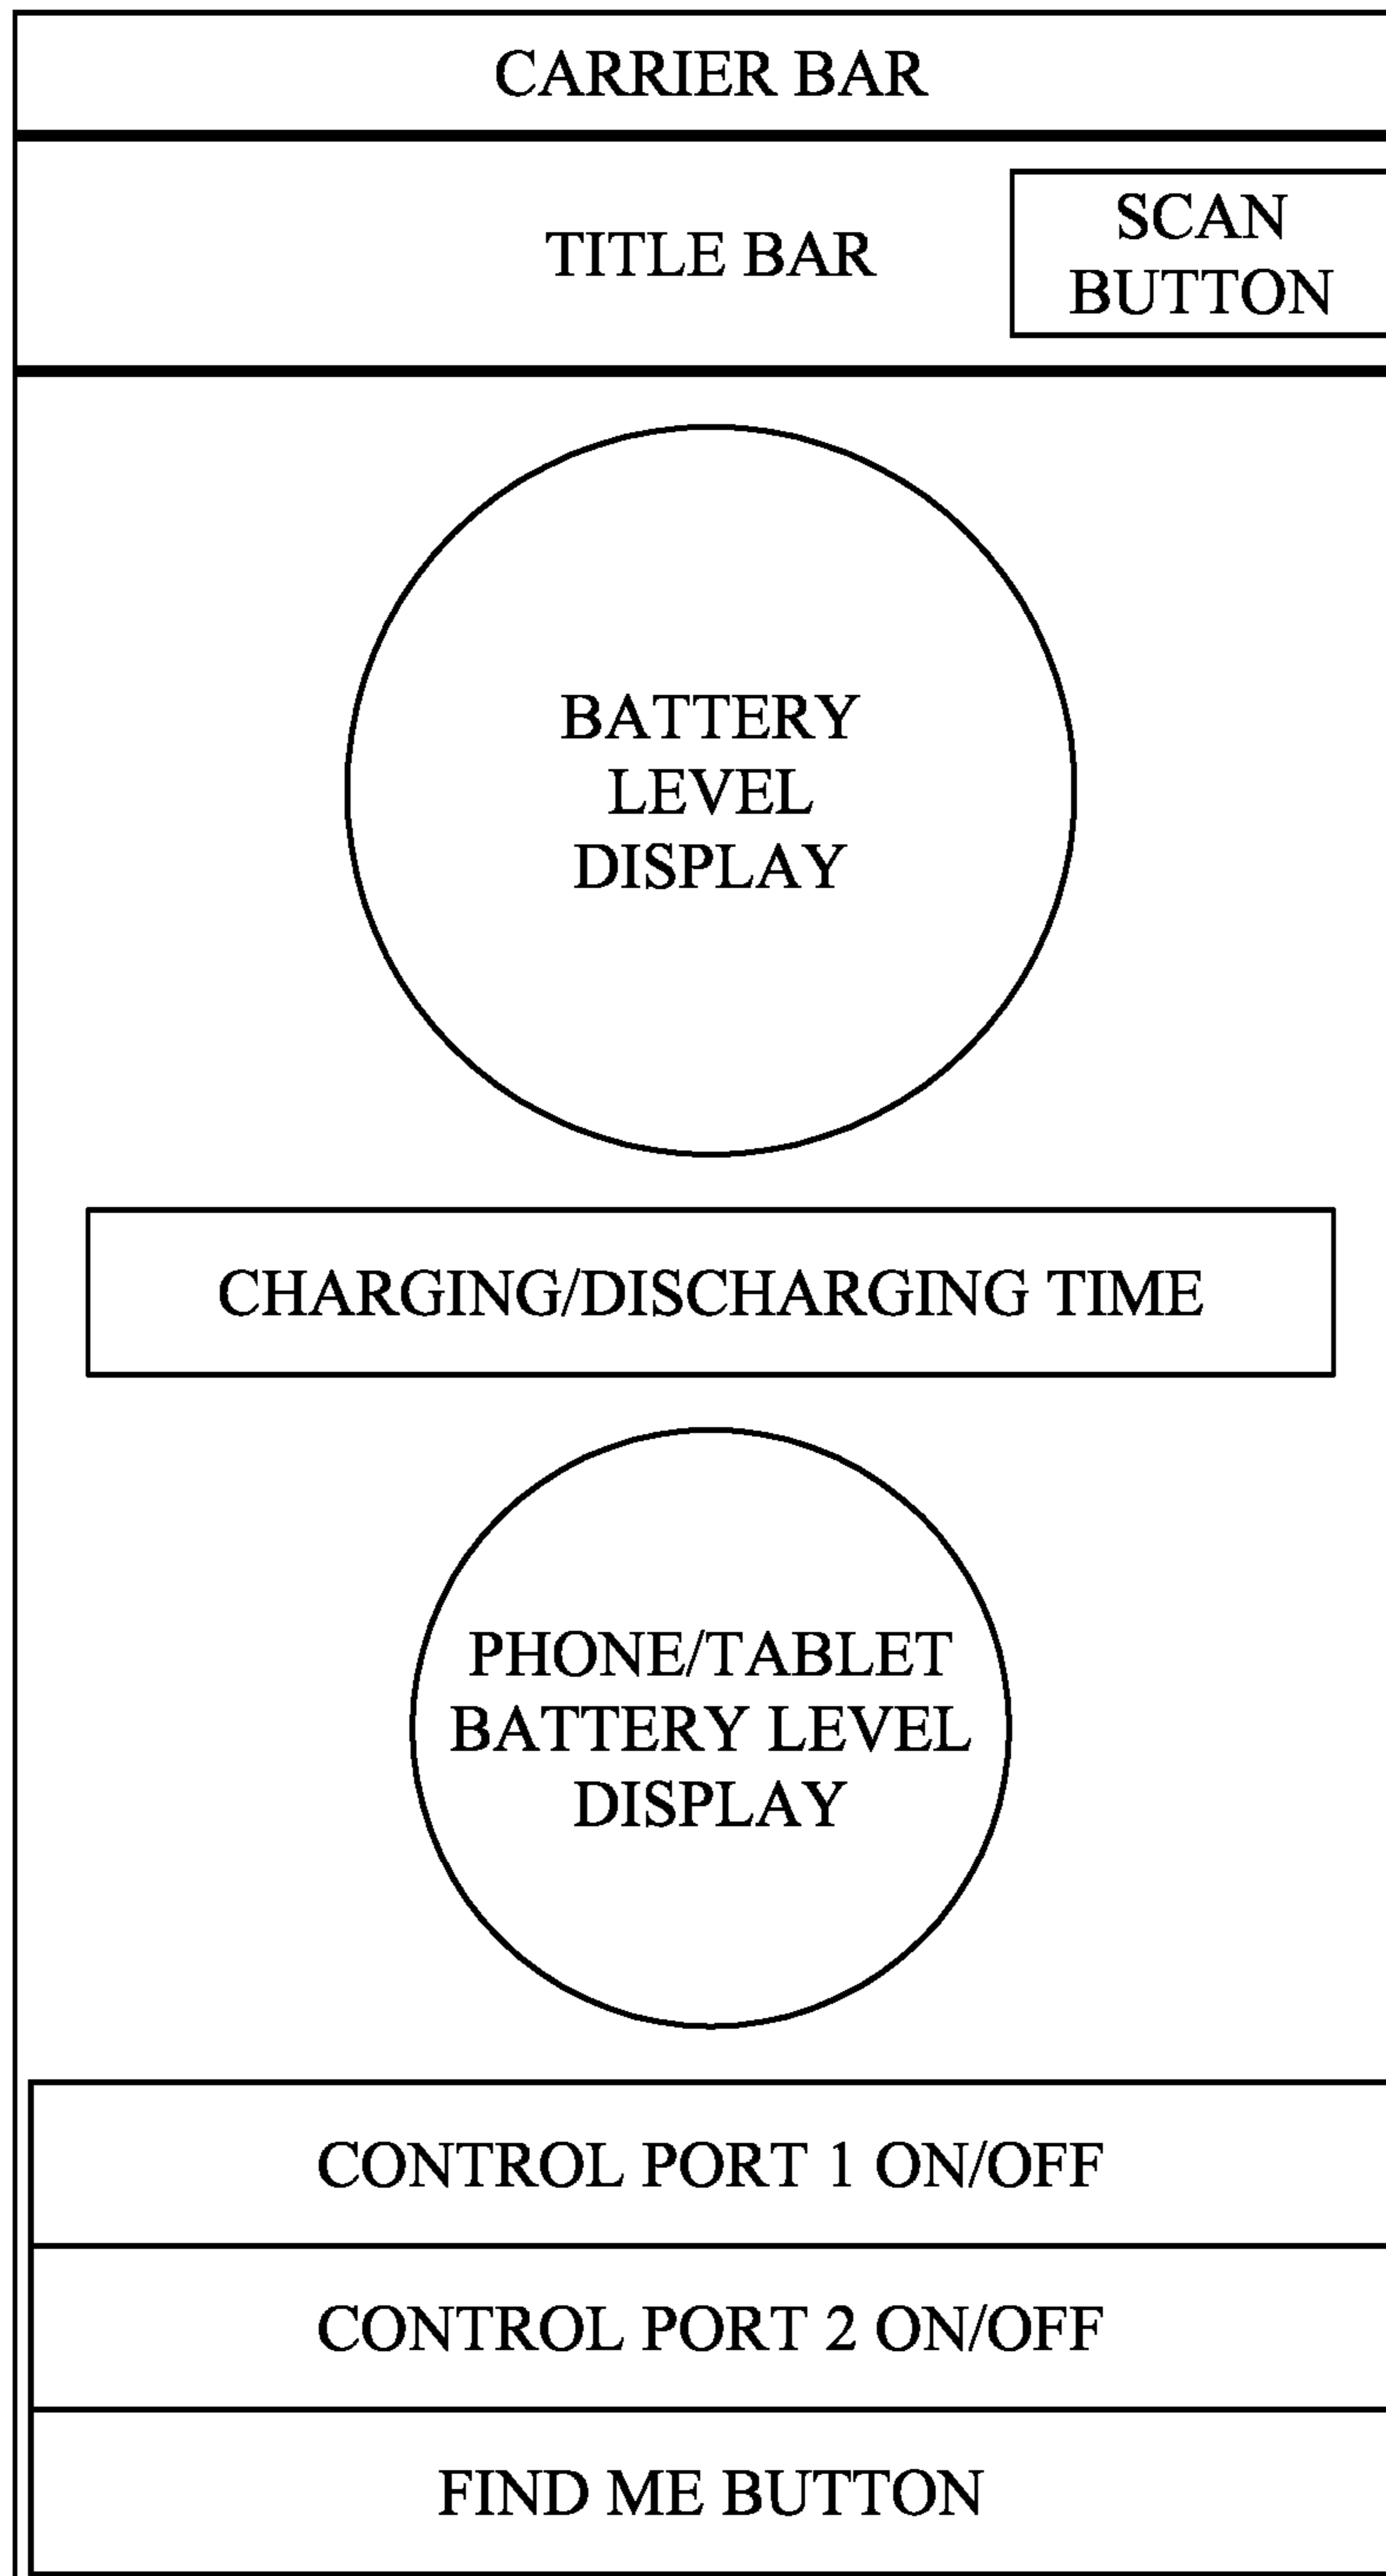 CARRIER BAR
TITLE BAR
SCAN
BUTTON
BATTERY
LEVEL
DISPLAY
CHARGING/DISCHARGING TIME
PHONE/TABLET
BATTERY LEVEL
DISPLAY
CONTROL PORT 1 ON/OFF
CONTROL PORT 2 ON/OFF
FIND ME BUTTON